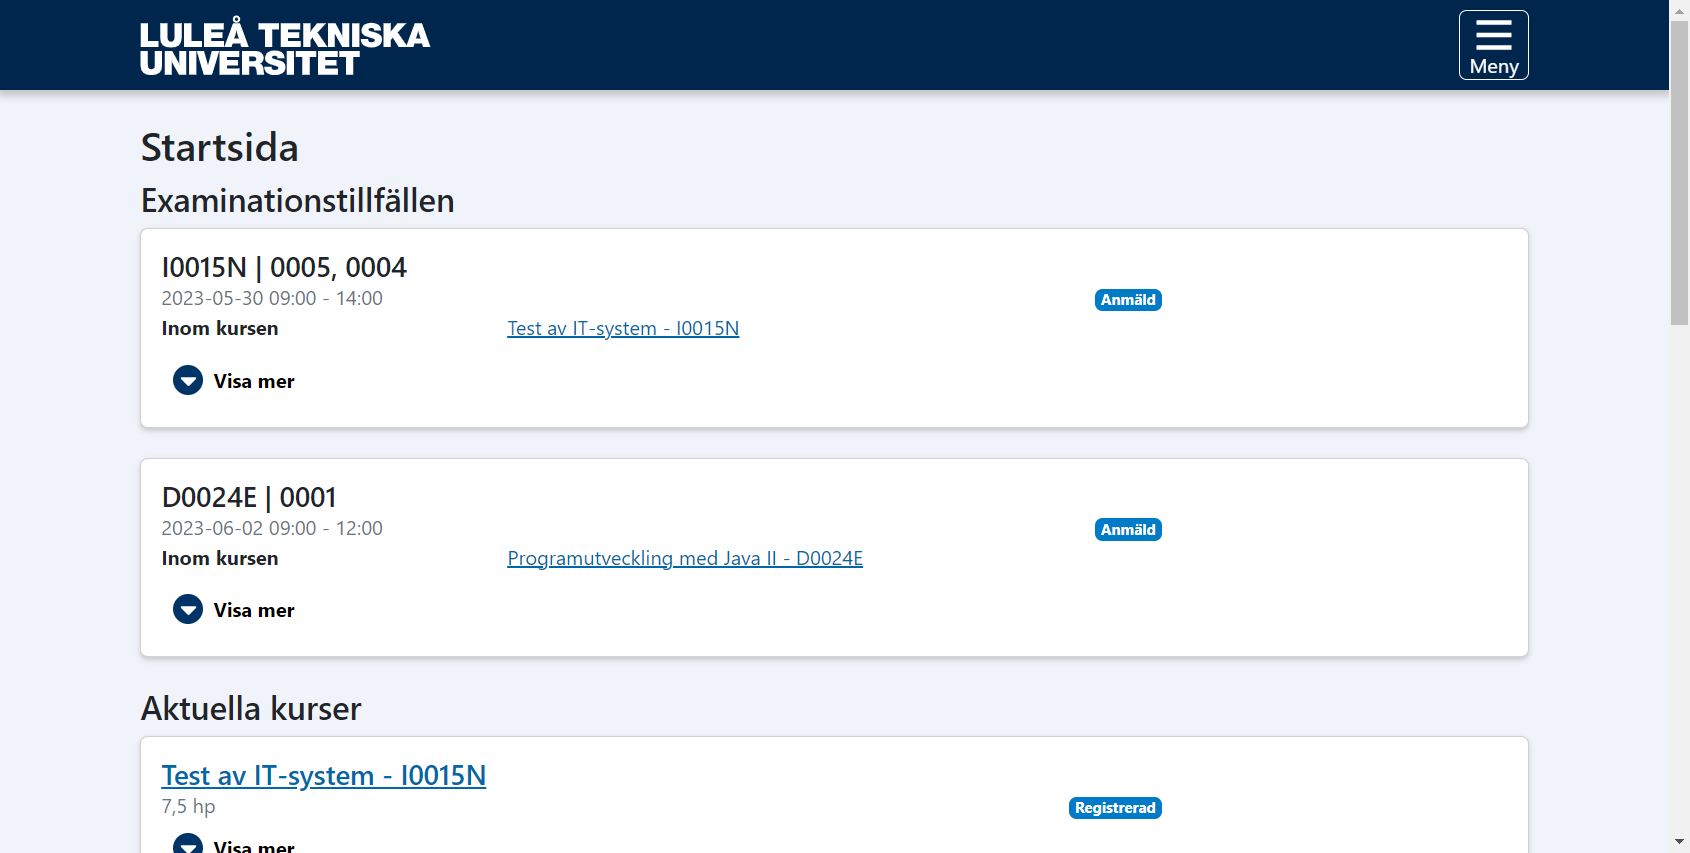 LULEÅ TEKNISKA
UNIVERSITET
Meny
Startsida
Examinationstillfällen
I0015N | 0005, 0004
2023-05-30 09:00 - 14:00
Anmäld
Inom kursen
Test av IT-system - I0015N
Visa mer
D0024E | 0001
2023-06-02 09:00 - 12:00
Anmäld
Inom kursen
Programutveckling med Java II - D0024E
Visa mer
Aktuella kurser
Test av IT-system - I0015N
7,5 hp
Registrerad
Visa mer